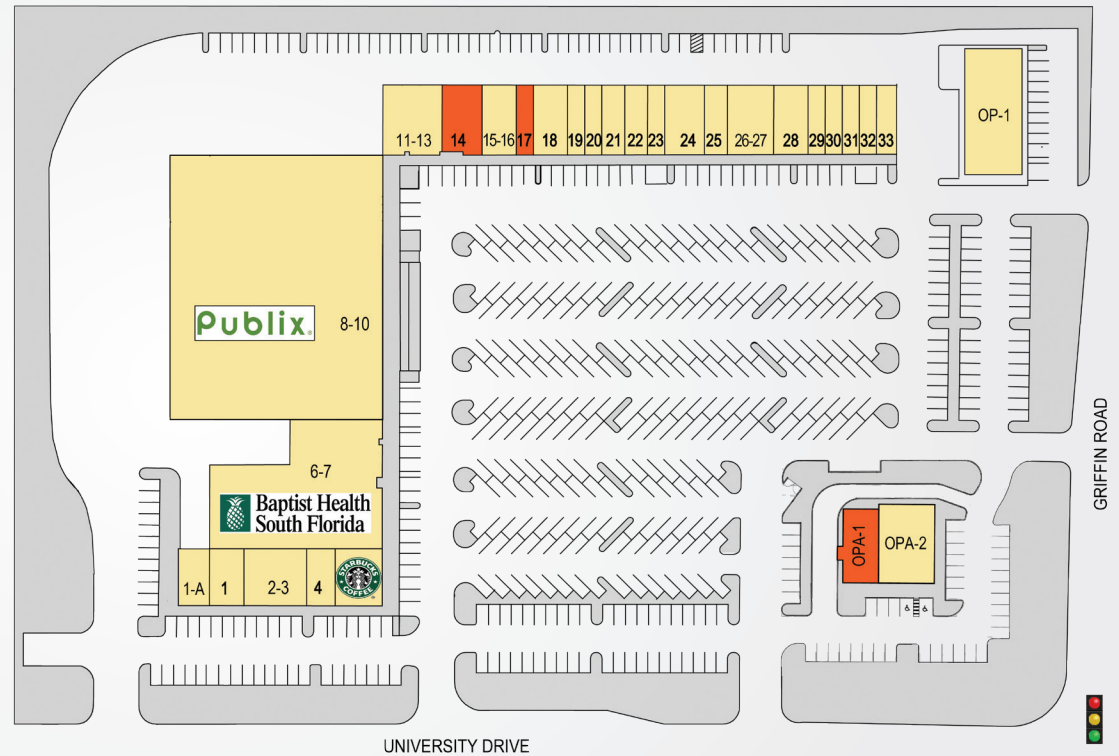 OP-1
11-13
14
15-16
17
18
19
20
21
22
23
24
25
26-27
28
29
30
31
32
33
Publix.
8-10
6-7
Baptist Health
South Florida
1-A
1
2-3
4
STARBUCKS
COFFEE
OPA-1
OPA-2
GRIFFIN ROAD
UNIVERSITY DRIVE